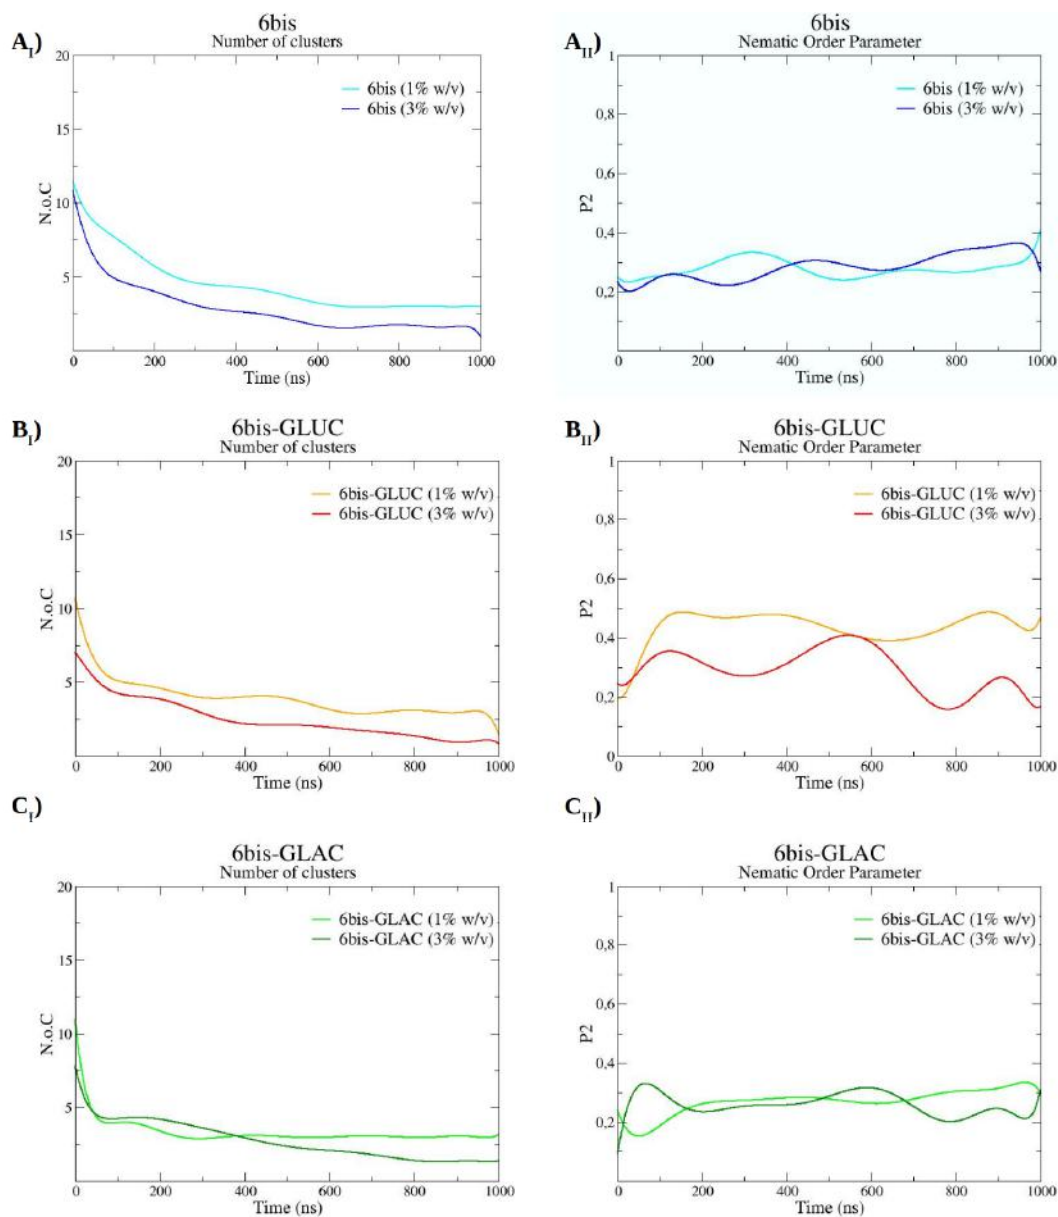 A_I)
6bis
Number of clusters
20
15
10
5
N.o.C
6bis (1% w/v)
6bis (3% w/v)
0 200 400 600 800 1000
Time (ns)
A_II)
6bis
Nematic Order Parameter
1
0,8
0,6
0,4
0,2
P2
6bis (1% w/v)
6bis (3% w/v)
0 200 400 600 800 1000
Time (ns)
B_I)
6bis-GLUC
Number of clusters
20
15
10
5
N.o.C
6bis-GLUC (1% w/v)
6bis-GLUC (3% w/v)
0 200 400 600 800 1000
Time (ns)
B_II)
6bis-GLUC
Nematic Order Parameter
1
0,8
0,6
0,4
0,2
0
P2
6bis-GLUC (1% w/v)
6bis-GLUC (3% w/v)
0 200 400 600 800 1000
Time (ns)
C_I)
6bis-GLAC
Number of clusters
20
15
10
5
N.o.C
6bis-GLAC (1% w/v)
6bis-GLAC (3% w/v)
0 200 400 600 800 1000
Time (ns)
C_II)
6bis-GLAC
Nematic Order Parameter
1
0,8
0,6
0,4
0,2
P2
6bis-GLAC (1% w/v)
6bis-GLAC (3% w/v)
0 200 400 600 800 1000
Time (ns)